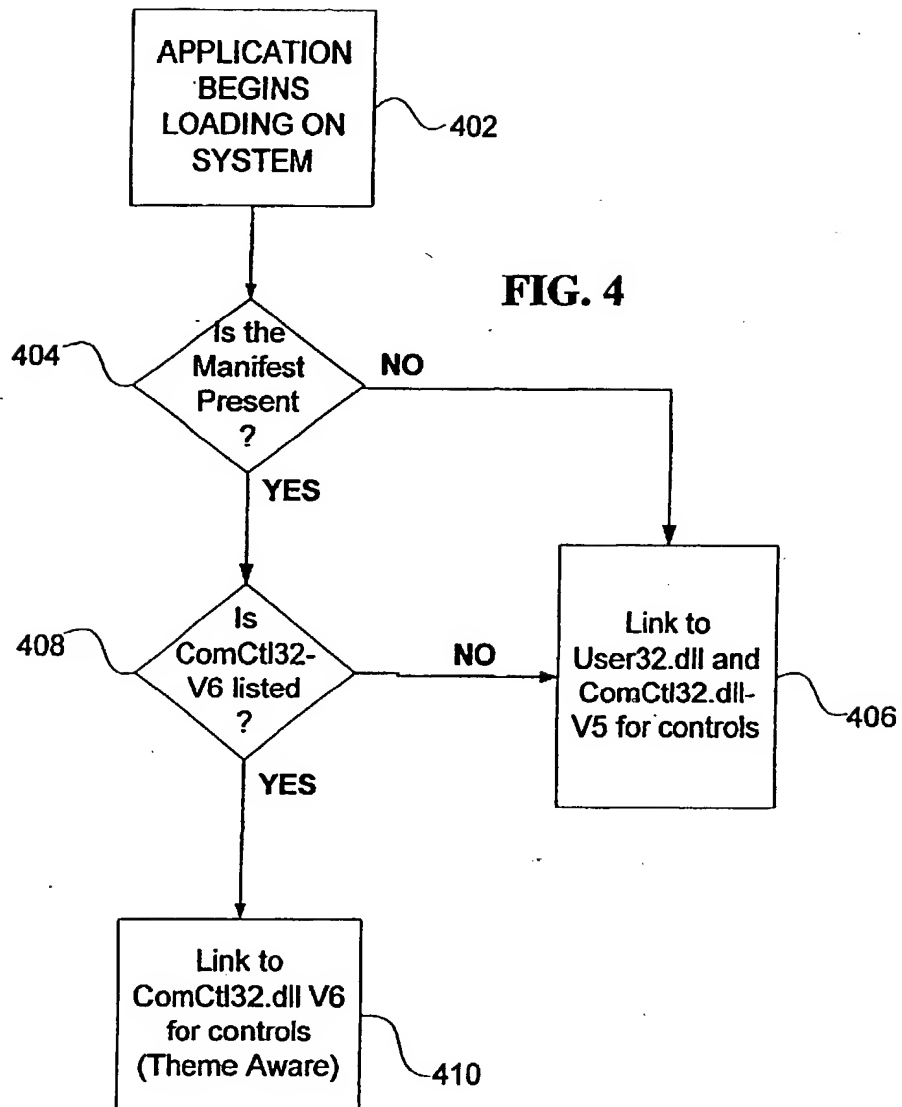 APPLICATION
BEGINS
LOADING ON
SYSTEM
402
FIG. 4
404
Is the
Manifest
Present
?
NO
YES
408
Is
ComCtl32-
V6 listed
?
NO
YES
Link to
User32.dll and
ComCtl32.dll-
V5 for controls
406
Link to
ComCtl32.dll V6
for controls
(Theme Aware)
410